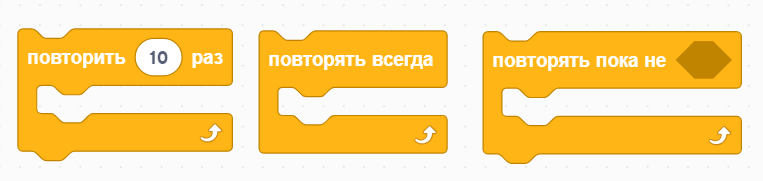 повторить 10 раз
повторять всегда
повторять пока не